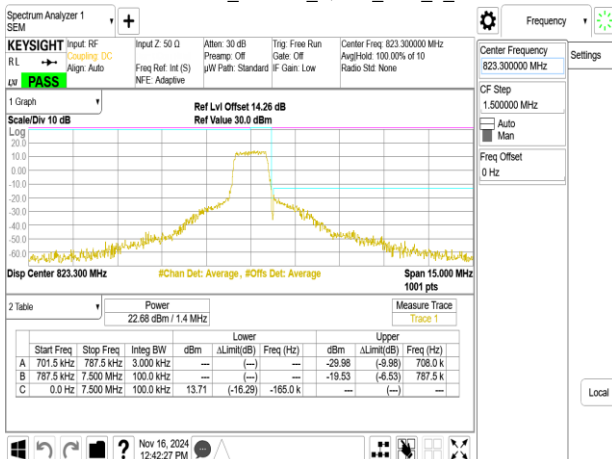 Spectrum Analyzer 1
SEM
+
Frequency
KEYSIGHT
RL
PASS
Input: RF
Coupling: DC
Align: Auto
Input Z: 50 Ω
Freq Ref: Int (S)
NFE: Adaptive
Atten: 30 dB
Preamp: Off
µW Path: Standard
Trig: Free Run
Gate: Off
IF Gain: Low
Center Freq: 823.300000 MHz
Avg|Hold: 100.00% of 10
Radio Std: None
Center Frequency
823.300000 MHz
Settings
CF Step
1.500000 MHz
Auto
Man
Freq Offset
0 Hz
1 Graph
Ref Lvl Offset 14.26 dB
Scale/Div 10 dB
Ref Value 30.0 dBm
Log
20.0
10.0
0.00
-10.0
-20.0
-30.0
-40.0
-50.0
-60.0
Disp Center 823.300 MHz
#Chan Det: Average, #Offs Det: Average
Span 15.000 MHz
1001 pts
2 Table
Power
22.68 dBm / 1.4 MHz
Measure Trace
Trace 1
Lower Upper
Start Freq Stop Freq Integ BW dBm ΔLimit(dB) Freq (Hz) dBm ΔLimit(dB) Freq (Hz)
A 701.5 kHz 787.5 kHz 3.000 kHz --- (---) --- -29.98 (-9.98) 708.0 k
B 787.5 kHz 7.500 MHz 100.0 kHz --- (---) --- -19.53 (-6.53) 787.5 k
C 0.0 Hz 7.500 MHz 100.0 kHz 13.71 (-16.29) -165.0 k --- (---) ---
Local
?
Nov 16, 2024
12:42:27 PM